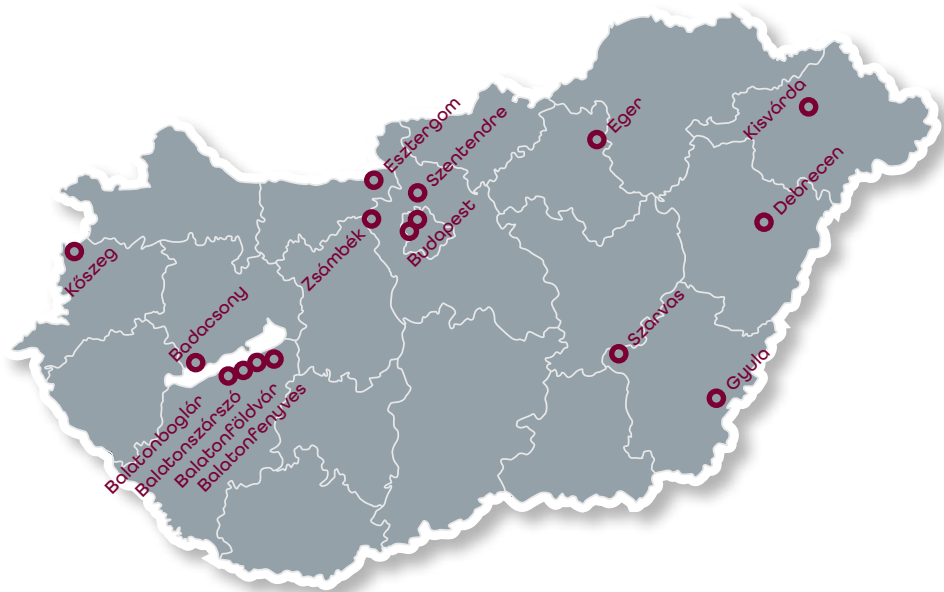 Esztergom
Szentendre
Eger
Kisvárda
Debrecen
Budapest
Zsámbék
Kőszeg
Badacsony
Szarvas
Gyula
Balatonboglár
Balatonszárszó
Balatonföldvár
Balatonfenyves